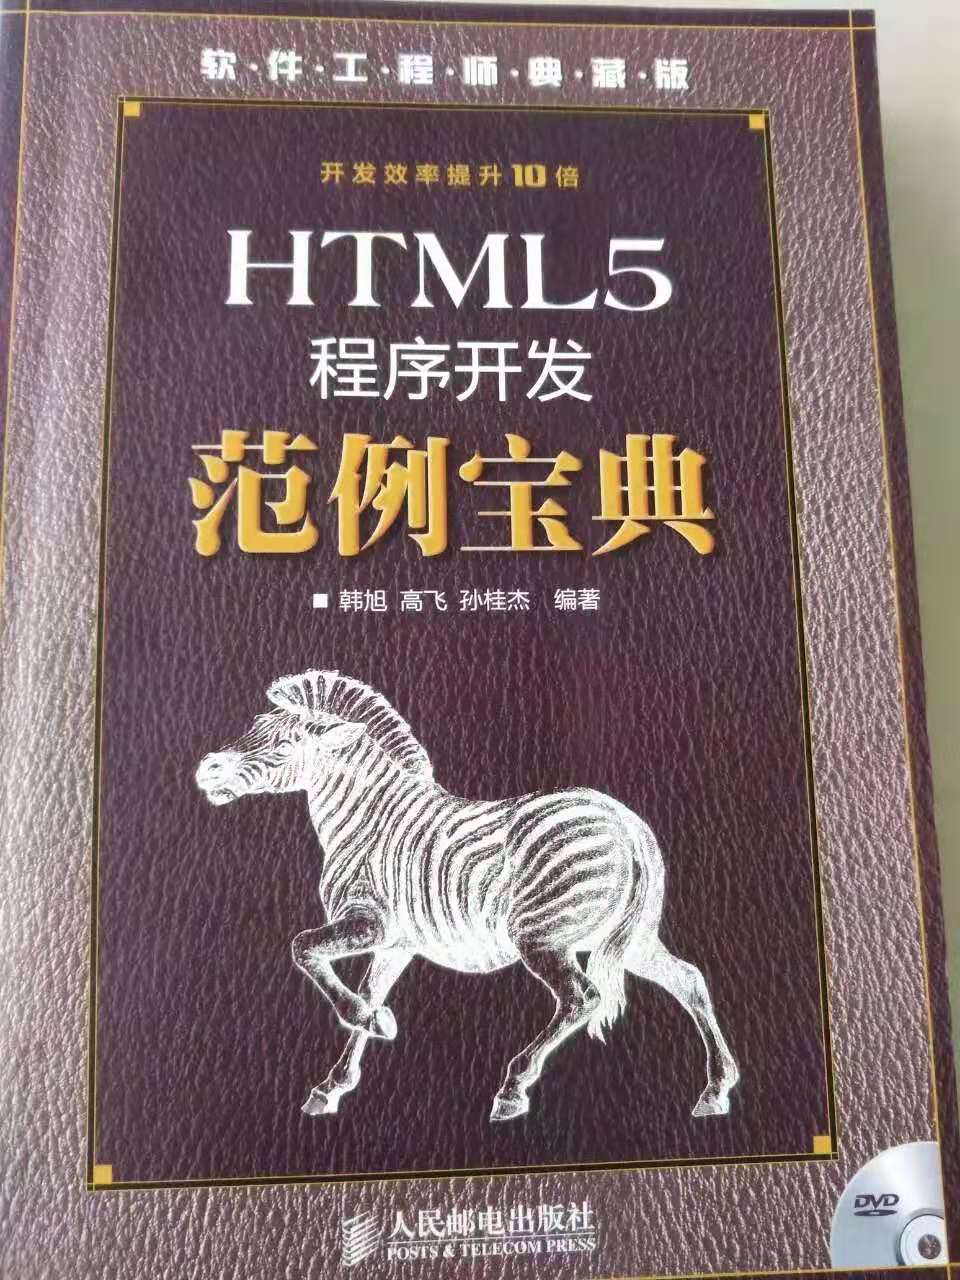 软·件·工·程·师·典·藏·版
开发效率提升10倍
HTML5
程序开发
范例宝典
■ 韩旭 高飞 孙桂杰 编著
DVD
人民邮电出版社
POSTS & TELECOM PRESS